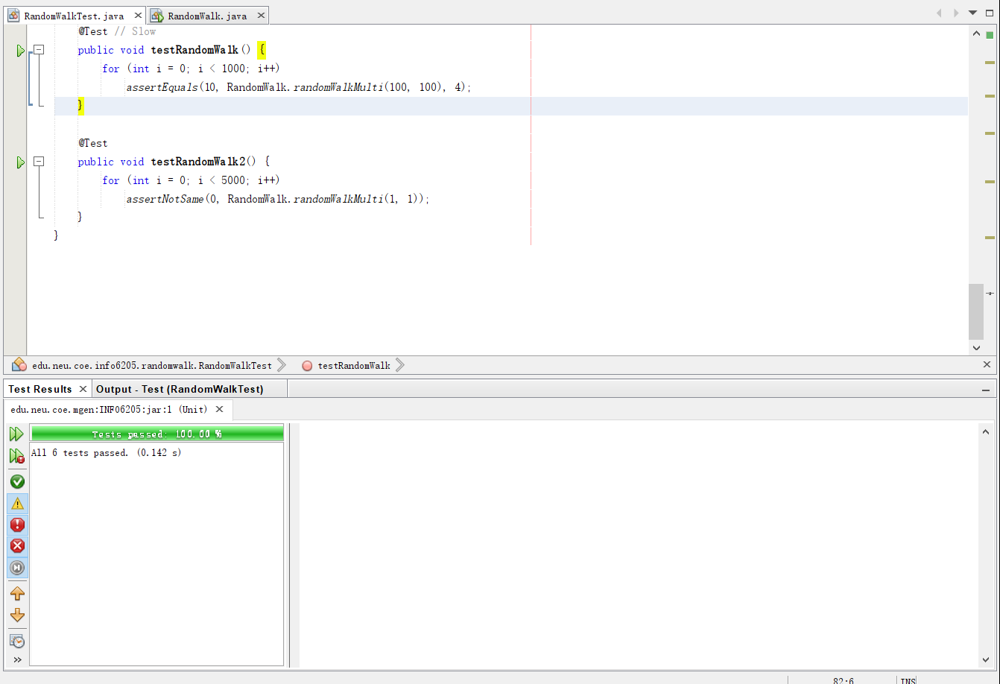 RandomWalkTest.java RandomWalk.java
@Test // Slow
public void testRandomWalk() {
for (int i = 0; i < 1000; i++)
assertEquals(10, RandomWalk.randomWalkMulti(100, 100), 4);
}
@Test
public void testRandomWalk2() {
for (int i = 0; i < 5000; i++)
assertNotSame(0, RandomWalk.randomWalkMulti(1, 1));
}
}
edu.neu.coe.info6205.randomwalk.RandomWalkTest testRandomWalk
Test Results Output - Test (RandomWalkTest)
edu.neu.coe.mgen:INFO6205:jar:1 (Unit)
Tests passed: 100.00 %
All 6 tests passed. (0.142 s)
82:6 INS